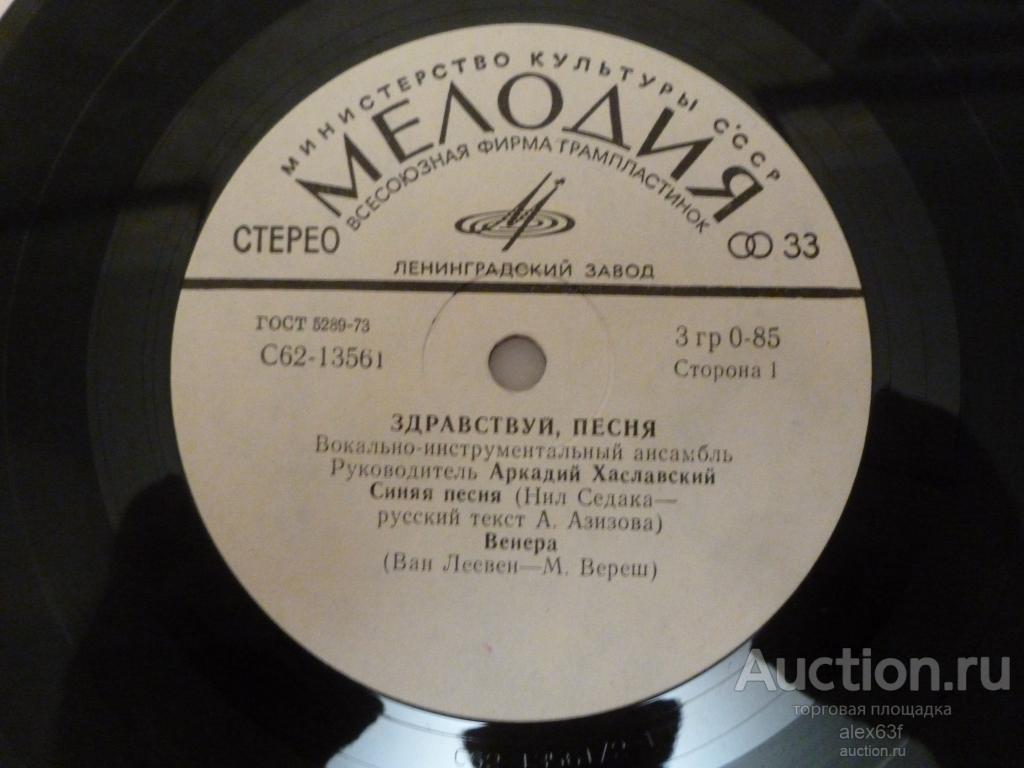 МИНИСТЕРСТВО КУЛЬТУРЫ СССР
МЕЛОДИЯ
ВСЕСОЮЗНАЯ ФИРМА ГРАМПЛАСТИНОК
СТЕРЕО
33
ЛЕНИНГРАДСКИЙ ЗАВОД
ГОСТ 5289-73
С62-13561
3 гр 0-85
Сторона 1
ЗДРАВСТВУЙ, ПЕСНЯ
Вокально-инструментальный ансамбль
Руководитель Аркадий Хаславский
Синяя песня (Нил Седака—
русский текст А. Азизова)
Венера
(Ван Леевен—М. Вереш)
Auction.ru
торговая площадка
alex63f
auction.ru